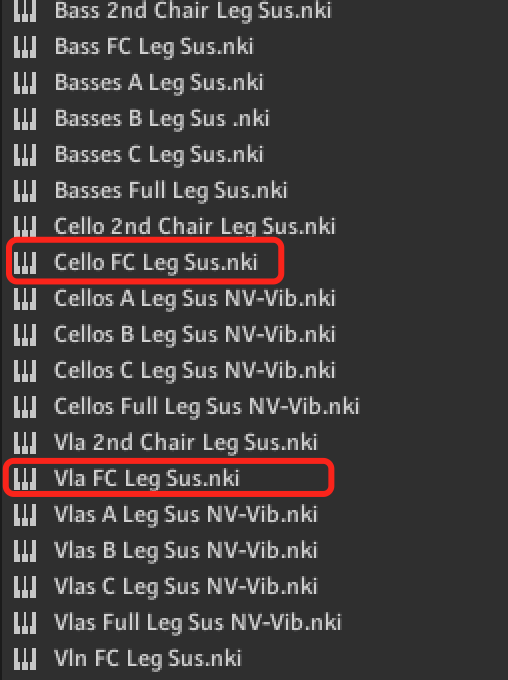 Bass 2nd Chair Leg Sus.nki
Bass FC Leg Sus.nki
Basses A Leg Sus.nki
Basses B Leg Sus .nki
Basses C Leg Sus.nki
Basses Full Leg Sus.nki
Cello 2nd Chair Leg Sus.nki
Cello FC Leg Sus.nki
Cellos A Leg Sus NV-Vib.nki
Cellos B Leg Sus NV-Vib.nki
Cellos C Leg Sus NV-Vib.nki
Cellos Full Leg Sus NV-Vib.nki
Vla 2nd Chair Leg Sus.nki
Vla FC Leg Sus.nki
Vlas A Leg Sus NV-Vib.nki
Vlas B Leg Sus NV-Vib.nki
Vlas C Leg Sus NV-Vib.nki
Vlas Full Leg Sus NV-Vib.nki
Vln FC Leg Sus.nki